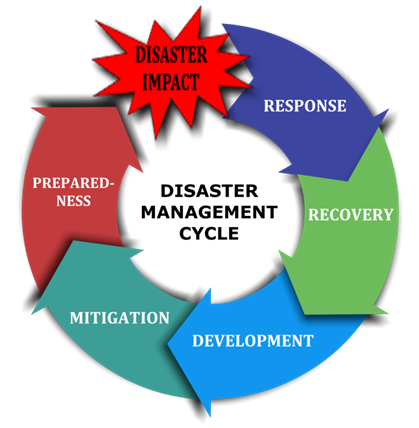 DISASTER
IMPACT
RESPONSE
RECOVERY
DEVELOPMENT
MITIGATION
PREPARED-
NESS
DISASTER
MANAGEMENT
CYCLE